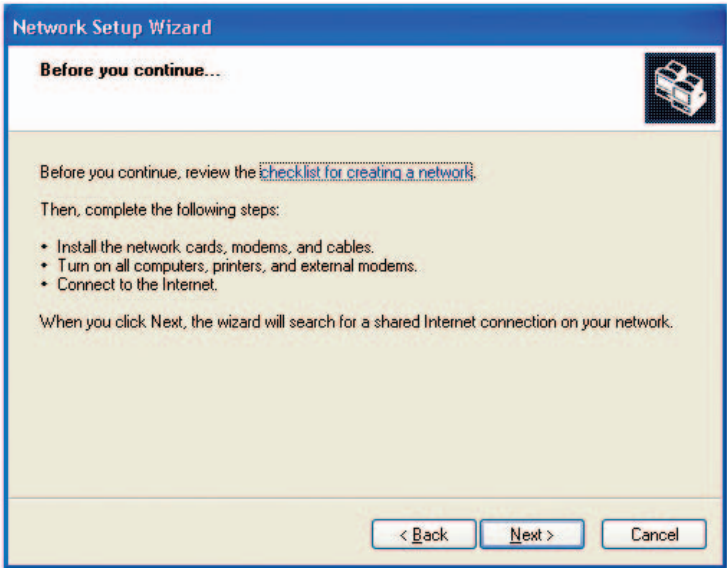 Network Setup Wizard
Before you continue...
Before you continue, review the checklist for creating a network.
Then, complete the following steps:
• Install the network cards, modems, and cables.
• Turn on all computers, printers, and external modems.
• Connect to the Internet.
When you click Next, the wizard will search for a shared Internet connection on your network.
< Back Next > Cancel